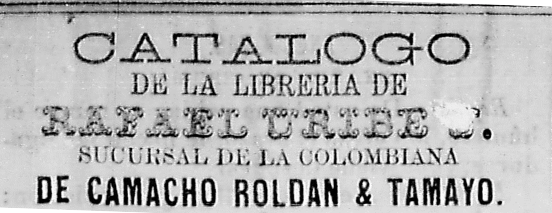 CATALOGO
DE LA LIBRERIA DE
RAFAEL URIBE
SUCURSAL DE LA COLOMBIANA
DE CAMACHO ROLDAN & TAMAYO.